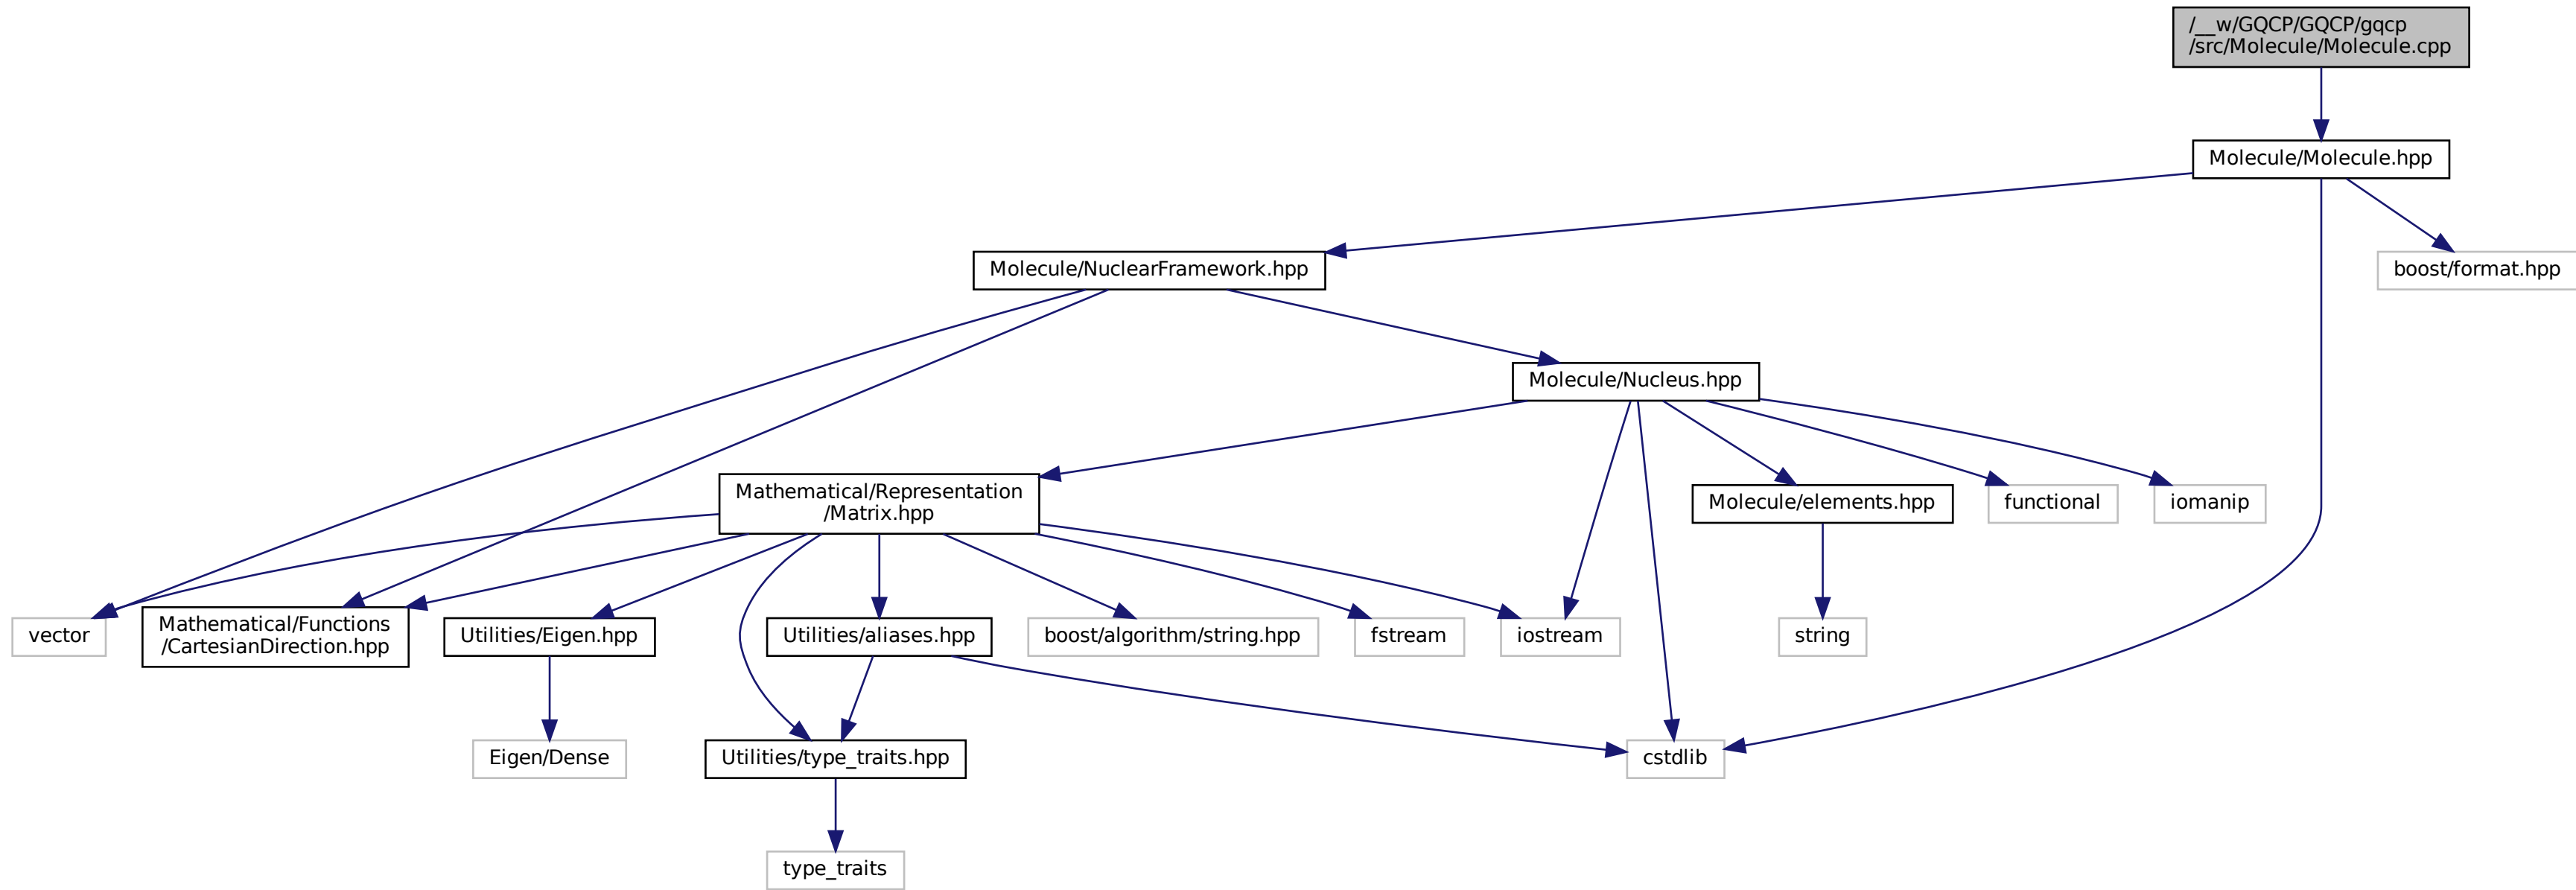 /__w/GQCP/GQCP/gqcp
/src/Molecule/Molecule.cpp
Molecule/Molecule.hpp
Molecule/NuclearFramework.hpp
boost/format.hpp
Molecule/Nucleus.hpp
Mathematical/Representation
/Matrix.hpp
Molecule/elements.hpp
functional
iomanip
vector
Mathematical/Functions
/CartesianDirection.hpp
Utilities/Eigen.hpp
Utilities/aliases.hpp
boost/algorithm/string.hpp
fstream
iostream
string
Eigen/Dense
Utilities/type_traits.hpp
cstdlib
type_traits